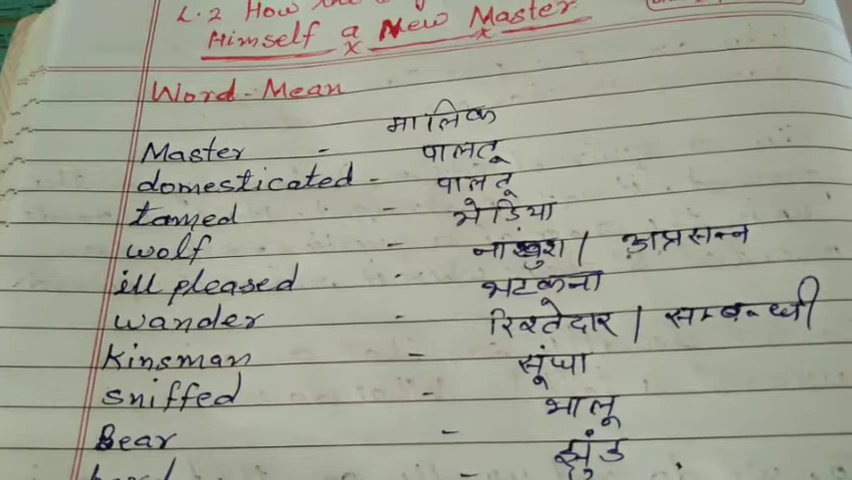 L.2 How
Himself a New Master
Word-Mean
Master - मालिक
domesticated - पालतू
tamed - पालतू
wolf - भेडिया
ill pleased - नाखुश / अप्रसन्न
wander - भटकना
Kinsman - रिश्तेदार / सम्बन्धी
sniffed - सूंघा
Bear - भालू
- झुंड